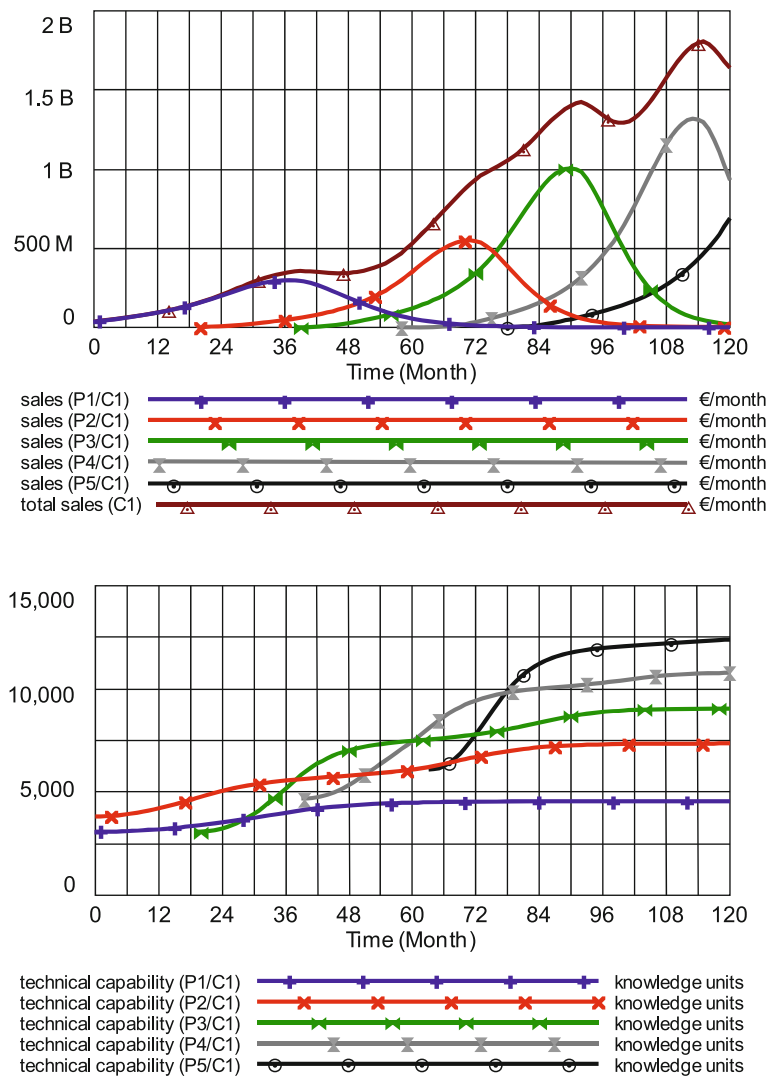 2 B
1.5 B
1 B
500 M
0
0 12 24 36 48 60 72 84 96 108 120
Time (Month)
sales (P1/C1) €/month
sales (P2/C1) €/month
sales (P3/C1) €/month
sales (P4/C1) €/month
sales (P5/C1) €/month
total sales (C1) €/month
15,000
10,000
5,000
0
0 12 24 36 48 60 72 84 96 108 120
Time (Month)
technical capability (P1/C1) knowledge units
technical capability (P2/C1) knowledge units
technical capability (P3/C1) knowledge units
technical capability (P4/C1) knowledge units
technical capability (P5/C1) knowledge units